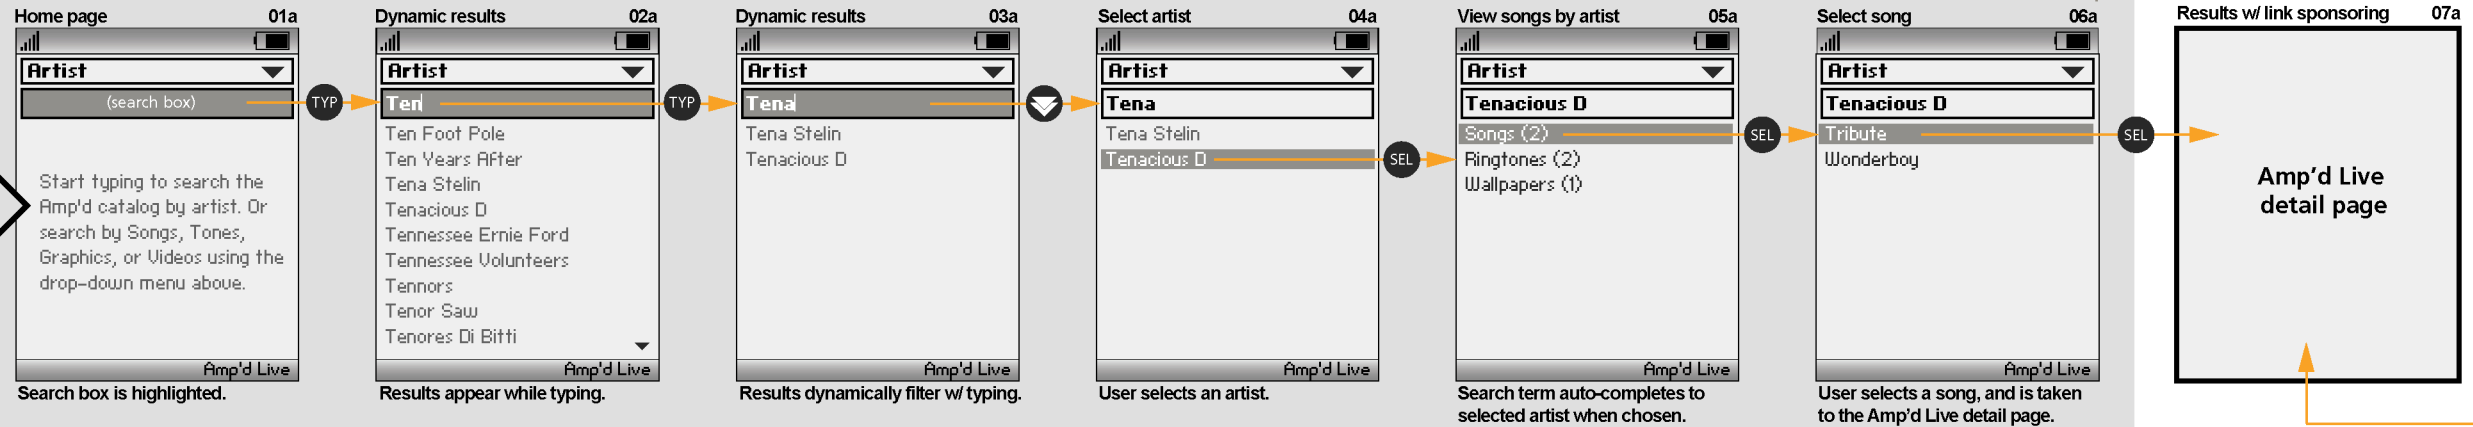 Home page 01a
Artist
(search box)
Start typing to search the
Amp'd catalog by artist. Or
search by Songs, Tones,
Graphics, or Videos using the
drop-down menu above.
Amp'd Live
Search box is highlighted.
TYP
Dynamic results 02a
Artist
Ten
Ten Foot Pole
Ten Years After
Tena Stelin
Tenacious D
Tennessee Ernie Ford
Tennessee Volunteers
Tennors
Tenor Saw
Tenores Di Bitti
Amp'd Live
Results appear while typing.
TYP
Dynamic results 03a
Artist
Tena
Tena Stelin
Tenacious D
Amp'd Live
Results dynamically filter w/ typing.
Select artist 04a
Artist
Tena
Tena Stelin
Tenacious D
Amp'd Live
User selects an artist.
SEL
View songs by artist 05a
Artist
Tenacious D
Songs (2)
Ringtones (2)
Wallpapers (1)
Amp'd Live
Search term auto-completes to
selected artist when chosen.
SEL
Select song 06a
Artist
Tenacious D
Tribute
Wonderboy
Amp'd Live
User selects a song, and is taken
to the Amp'd Live detail page.
SEL
Results w/ link sponsoring 07a
Amp'd Live
detail page